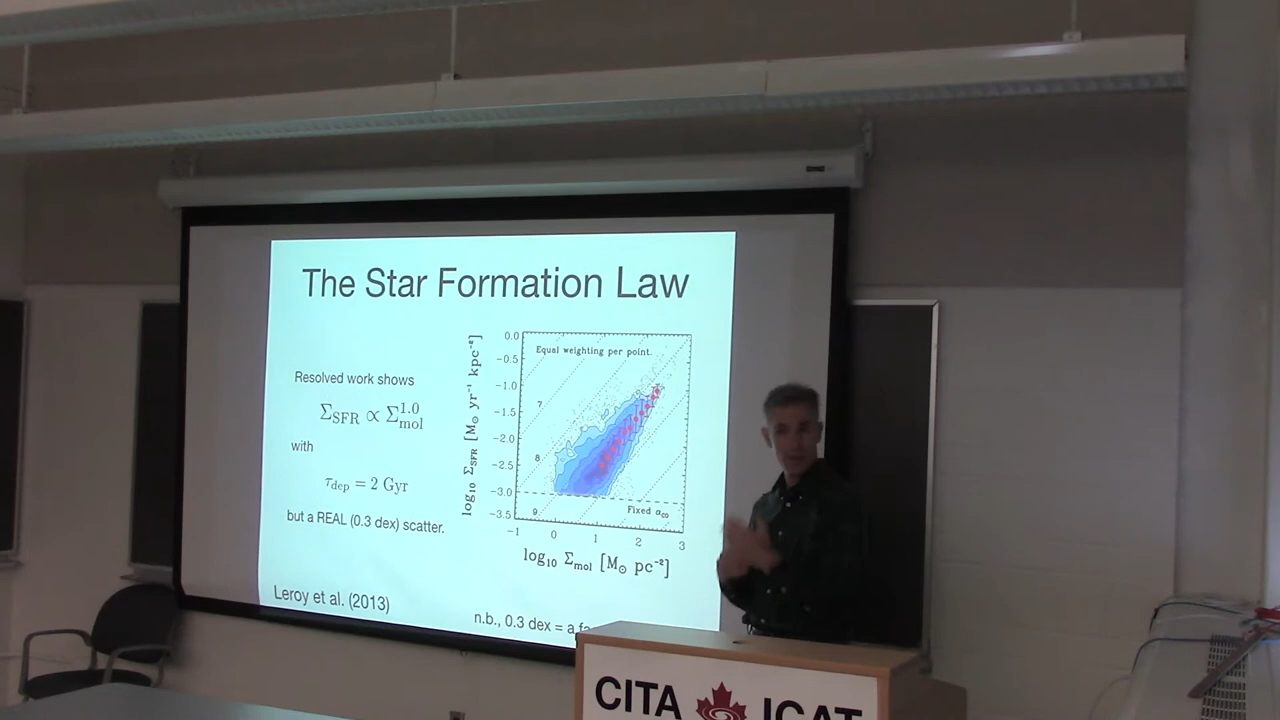 The Star Formation Law
Resolved work shows
Σ_SFR ∝ Σ_mol^1.0
with
τ_dep = 2 Gyr
but a REAL (0.3 dex) scatter.
Leroy et al. (2013)
log₁₀ Σ_SFR [M⊙ yr⁻¹ kpc⁻²]
0.0
−0.5
−1.0
−1.5
−2.0
−2.5
−3.0
−3.5
Equal weighting per point.
7
8
9
Fixed α_CO
−1 0 1 2 3
log₁₀ Σ_mol [M⊙ pc⁻²]
n.b., 0.3 dex = a
CITA ICAT